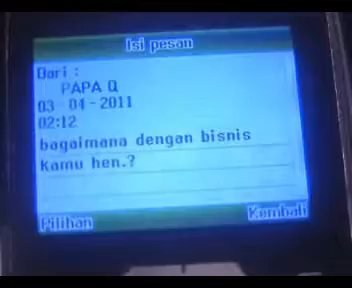 Isi pesan
Dari :
PAPA Q
03-04-2011
02:12
bagaimana dengan bisnis
kamu hen.?
Pilihan
Kembali